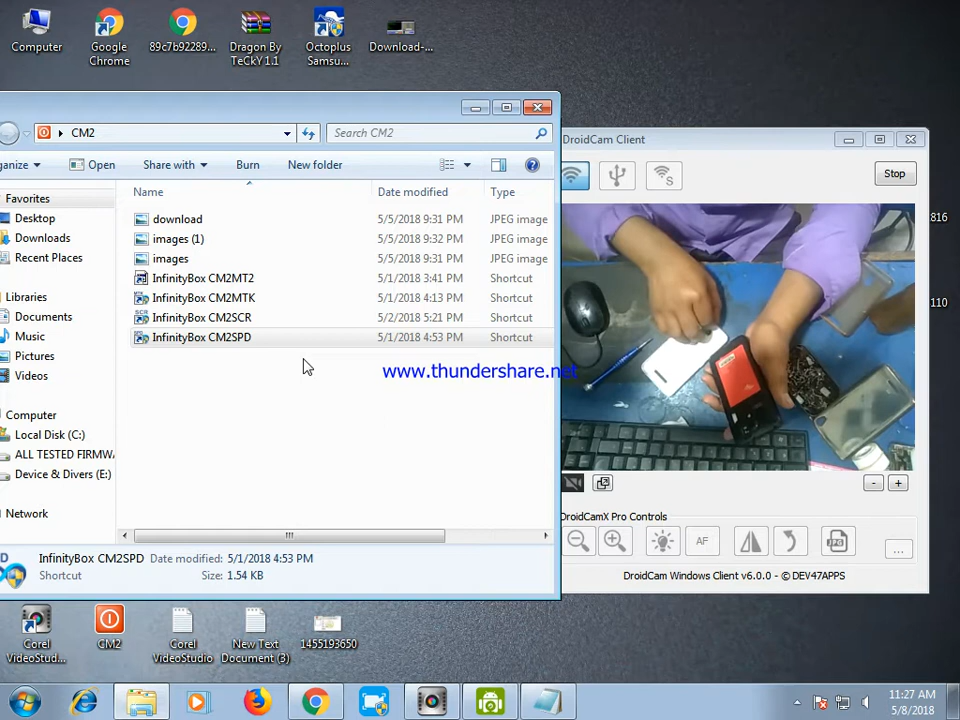 Computer
Google Chrome
89c7b92289...
Dragon By TeCkY 1.1
Octoplus Samsu...
Download-...
CM2
Search CM2
ganize
Open
Share with
Burn
New folder
Name
Date modified
Type
Favorites
Desktop
Downloads
Recent Places
Libraries
Documents
Music
Pictures
Videos
Computer
Local Disk (C:)
ALL TESTED FIRMW
Device & Divers (E:)
Network
download 5/5/2018 9:31 PM JPEG image
images (1) 5/5/2018 9:32 PM JPEG image
images 5/5/2018 9:31 PM JPEG image
InfinityBox CM2MT2 5/1/2018 3:41 PM Shortcut
InfinityBox CM2MTK 5/1/2018 4:13 PM Shortcut
InfinityBox CM2SCR 5/2/2018 5:21 PM Shortcut
InfinityBox CM2SPD 5/1/2018 4:21 PM Shortcut
www.thundershare.net
InfinityBox CM2SPD Date modified: 5/1/2018 4:53 PM
Shortcut Size: 1.54 KB
DroidCam Client
Stop
816
110
DroidCamX Pro Controls
AF
JPG
...
DroidCam Windows Client v6.0.0 - © DEV47APPS
Corel VideoStud...
CM2
Corel VideoStudio
New Text Document (3)
1455193650
11:27 AM
5/8/2018